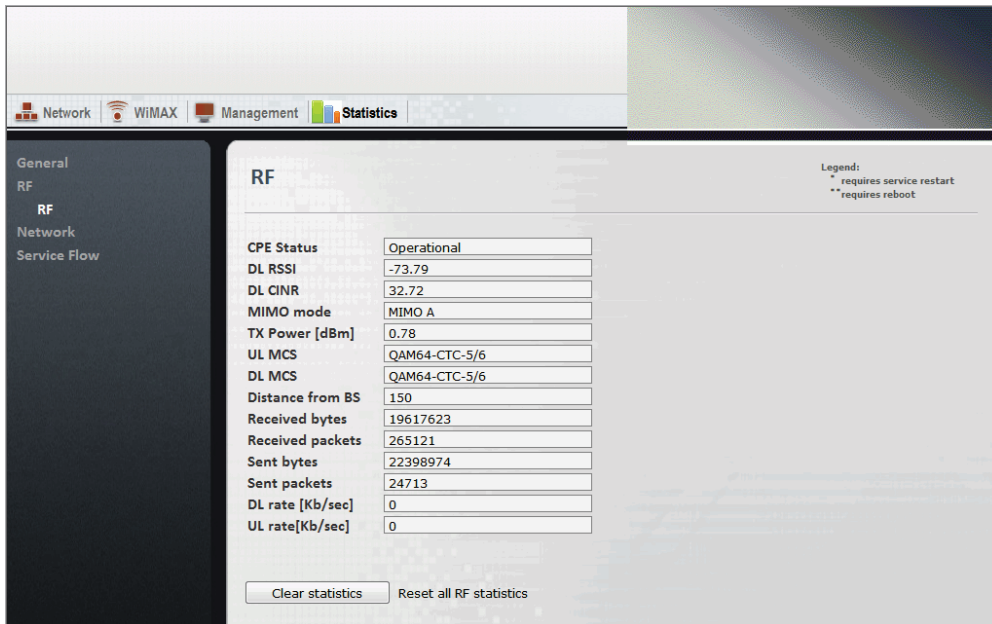 Network WiMAX Management Statistics
General
RF
RF
Network
Service Flow
RF
Legend:
* requires service restart
** requires reboot
CPE Status Operational
DL RSSI -73.79
DL CINR 32.72
MIMO mode MIMO A
TX Power [dBm] 0.78
UL MCS QAM64-CTC-5/6
DL MCS QAM64-CTC-5/6
Distance from BS 150
Received bytes 19617623
Received packets 265121
Sent bytes 22398974
Sent packets 24713
DL rate [Kb/sec] 0
UL rate[Kb/sec] 0
Clear statistics Reset all RF statistics